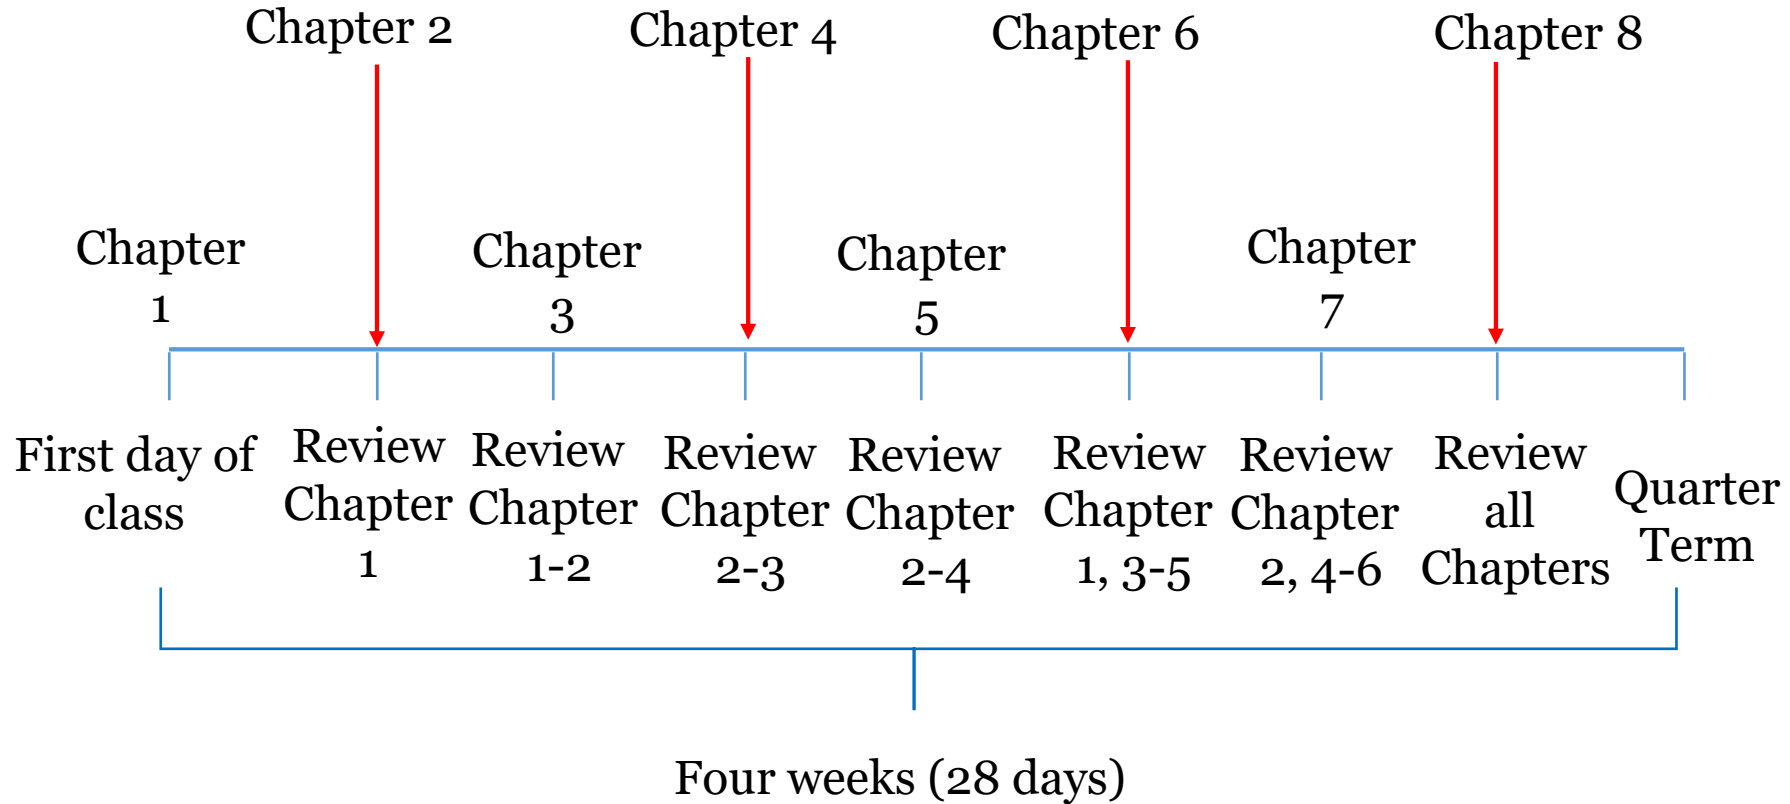 Chapter 2
Chapter 4
Chapter 6
Chapter 8
Chapter
1
Chapter
3
Chapter
5
Chapter
7
First day of
class
Review
Chapter
1
Review
Chapter
1-2
Review
Chapter
2-3
Review
Chapter
2-4
Review
Chapter
1, 3-5
Review
Chapter
2, 4-6
Review
all
Chapters
Quarter
Term
Four weeks (28 days)